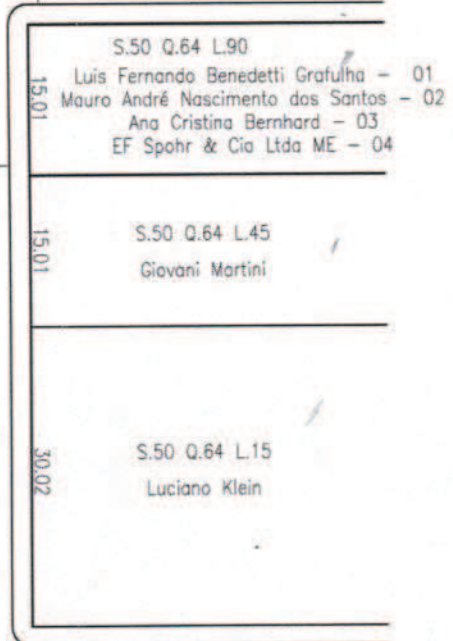 S.50 Q.64 L.90
Luis Fernando Benedetti Grafulha - 01
Mauro André Nascimento dos Santos - 02
Ana Cristina Bernhard - 03
EF Spohr & Cia Ltda ME - 04
15.01
S.50 Q.64 L.45
Giovani Martini
15.01
S.50 Q.64 L.15
Luciano Klein
30.02